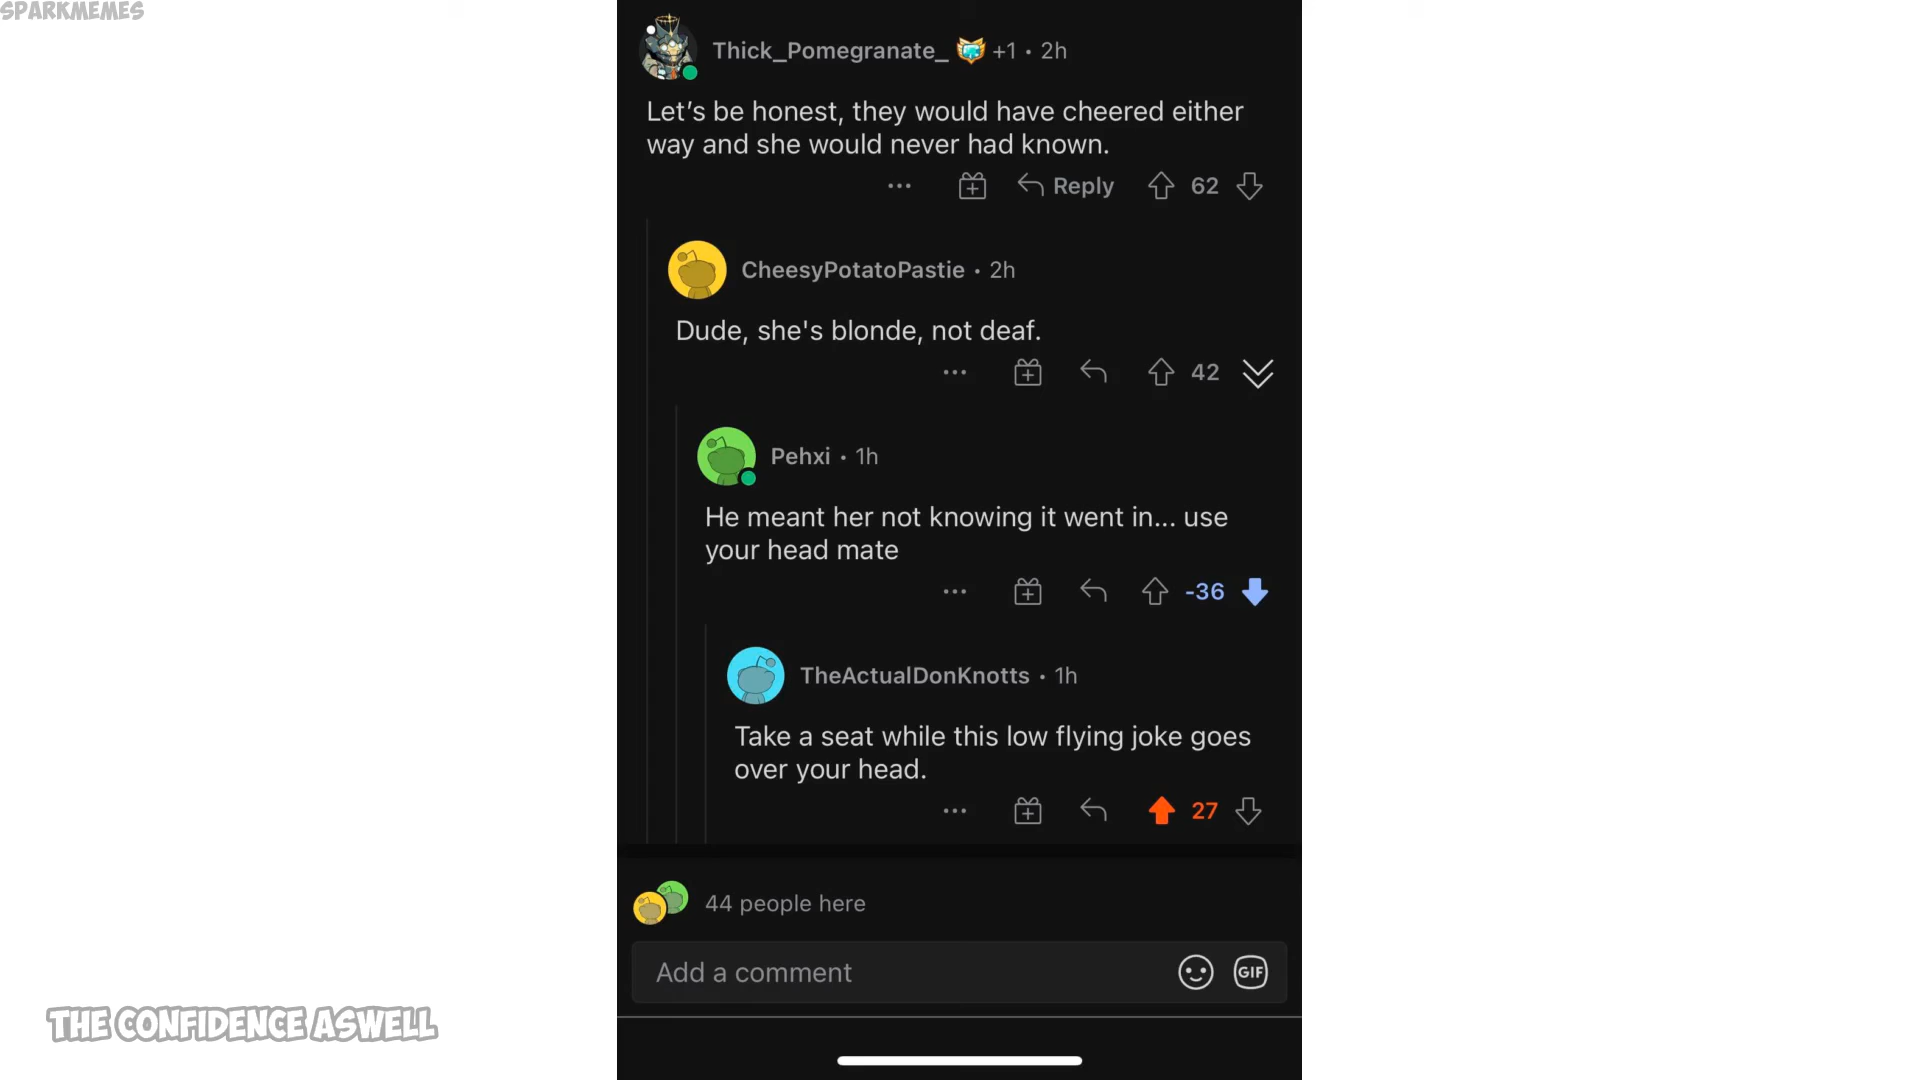 SPARKMEMES
Thick_Pomegranate_ +1 • 2h
Let’s be honest, they would have cheered either
way and she would never had known.
... Reply 62
CheesyPotatoPastie • 2h
Dude, she's blonde, not deaf.
... 42
Pehxi • 1h
He meant her not knowing it went in... use
your head mate
... -36
TheActualDonKnotts • 1h
Take a seat while this low flying joke goes
over your head.
... 27
44 people here
Add a comment GIF
THE CONFIDENCE ASWELL